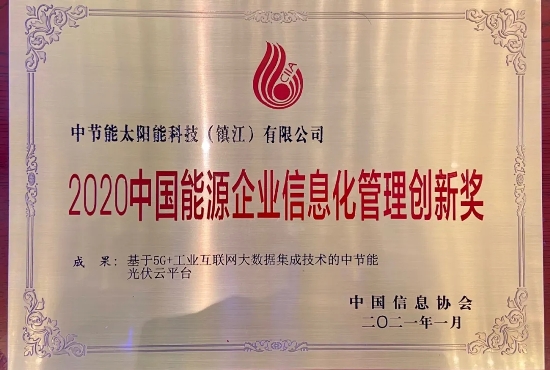 CIIA
中节能太阳能科技（镇江）有限公司
2020中国能源企业信息化管理创新奖
成 果：基于5G+工业互联网大数据集成技术的中节能
光伏云平台
中国信息协会
二〇二一年一月